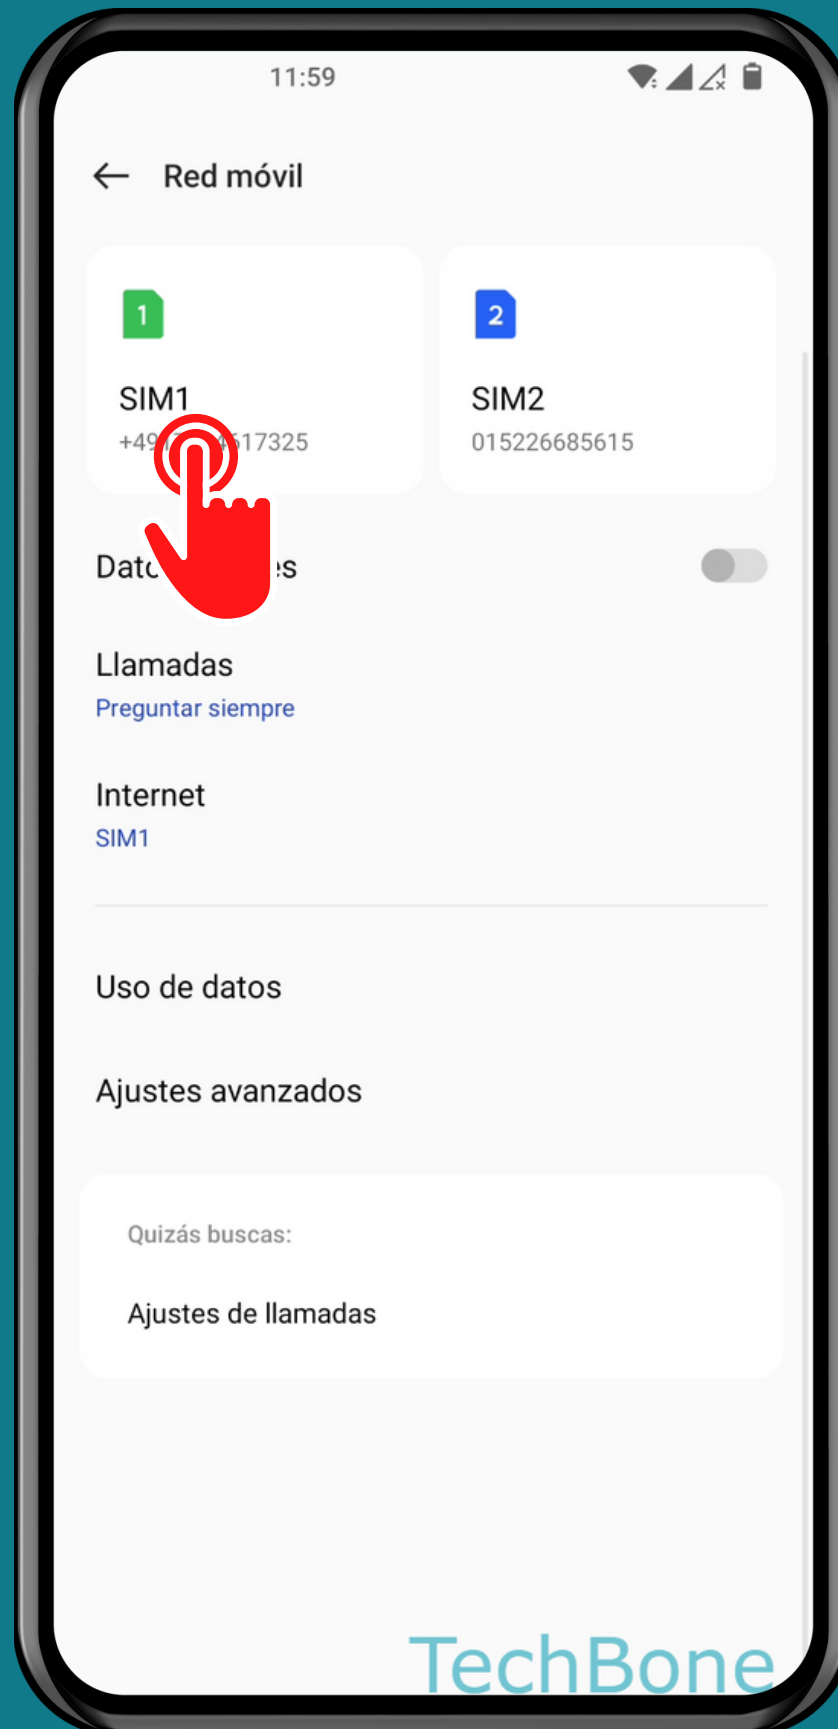 11:59
Red móvil
1
2
SIM1
SIM2
015226685615
Llamadas
Preguntar siempre
Internet
SIM1
Uso de datos
Ajustes avanzados
Quizás buscas:
Ajustes de llamadas
TechBone